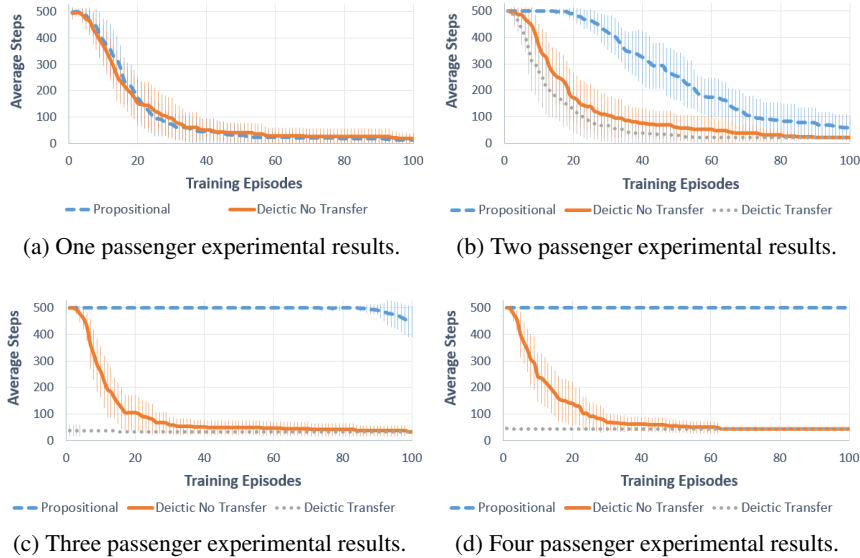 500
400
300
200
100
0
Average Steps
0 20 40 60 80 100
Training Episodes
Propositional Deictic No Transfer
(a) One passenger experimental results.
500
400
300
200
100
0
Average Steps
0 20 40 60 80 100
Training Episodes
Propositional Deictic No Transfer Deictic Transfer
(b) Two passenger experimental results.
500
400
300
200
100
0
Average Steps
0 20 40 60 80 100
Training Episodes
Propositional Deictic No Transfer Deictic Transfer
(c) Three passenger experimental results.
500
400
300
200
100
0
Average Steps
0 20 40 60 80 100
Training Episodes
Propositional Deictic No Transfer Deictic Transfer
(d) Four passenger experimental results.